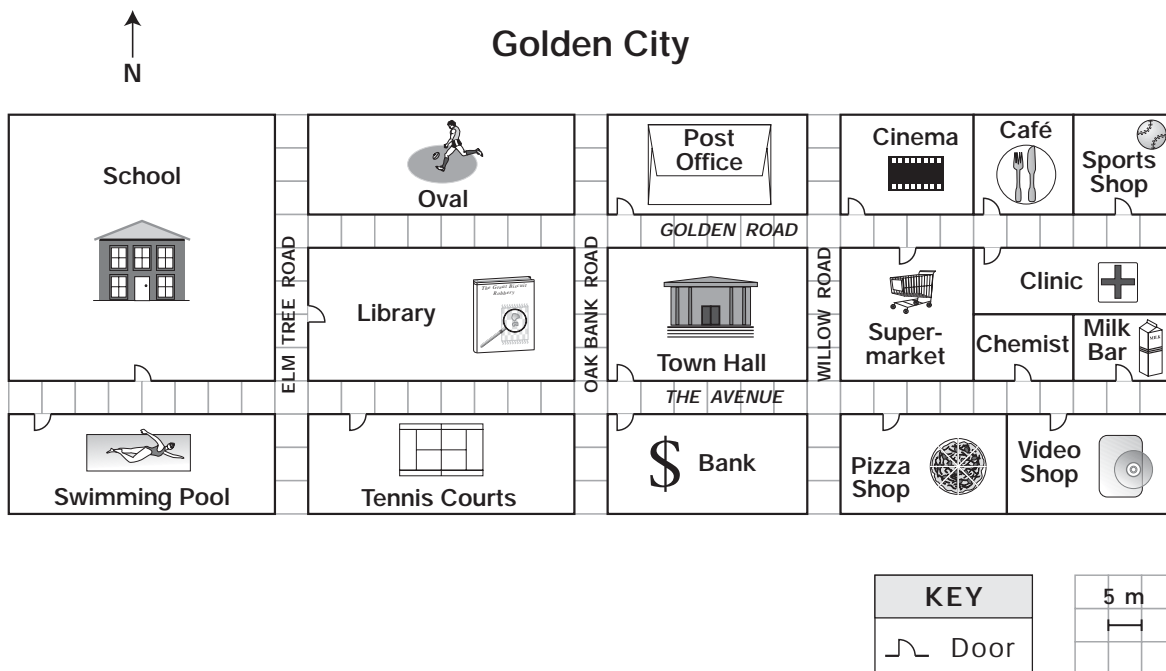 Golden City
N
School
Oval
Post
Office
Cinema
Café
Sports
Shop
GOLDEN ROAD
ELM TREE ROAD
Library
OAK BANK ROAD
Town Hall
WILLOW ROAD
Super-
market
Clinic
Chemist
Milk
Bar
MILK
THE AVENUE
Swimming Pool
Tennis Courts
$ Bank
Pizza
Shop
Video
Shop
KEY
Door
5 m